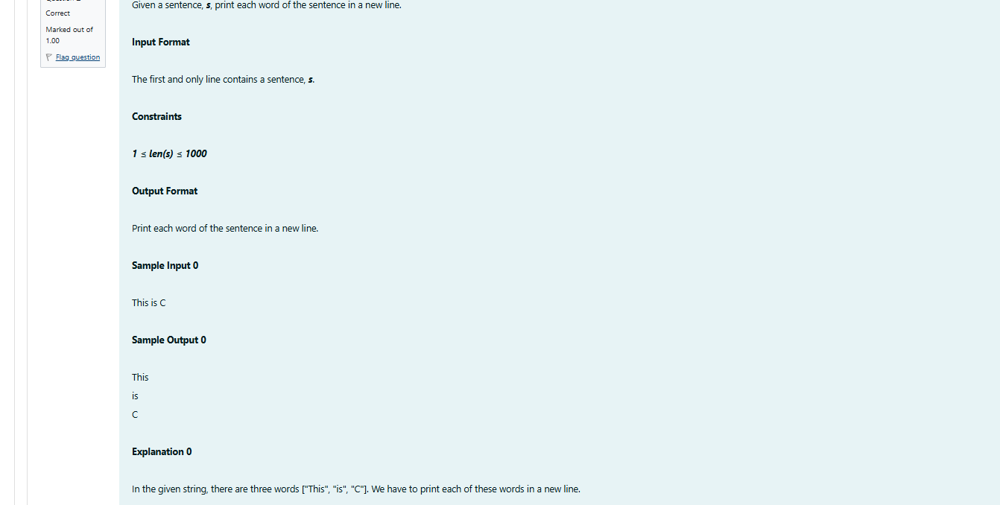 Correct
Marked out of
1.00
Flag question
Given a sentence, s, print each word of the sentence in a new line.
Input Format
The first and only line contains a sentence, s.
Constraints
1 ≤ len(s) ≤ 1000
Output Format
Print each word of the sentence in a new line.
Sample Input 0
This is C
Sample Output 0
This
is
C
Explanation 0
In the given string, there are three words ["This", "is", "C"]. We have to print each of these words in a new line.